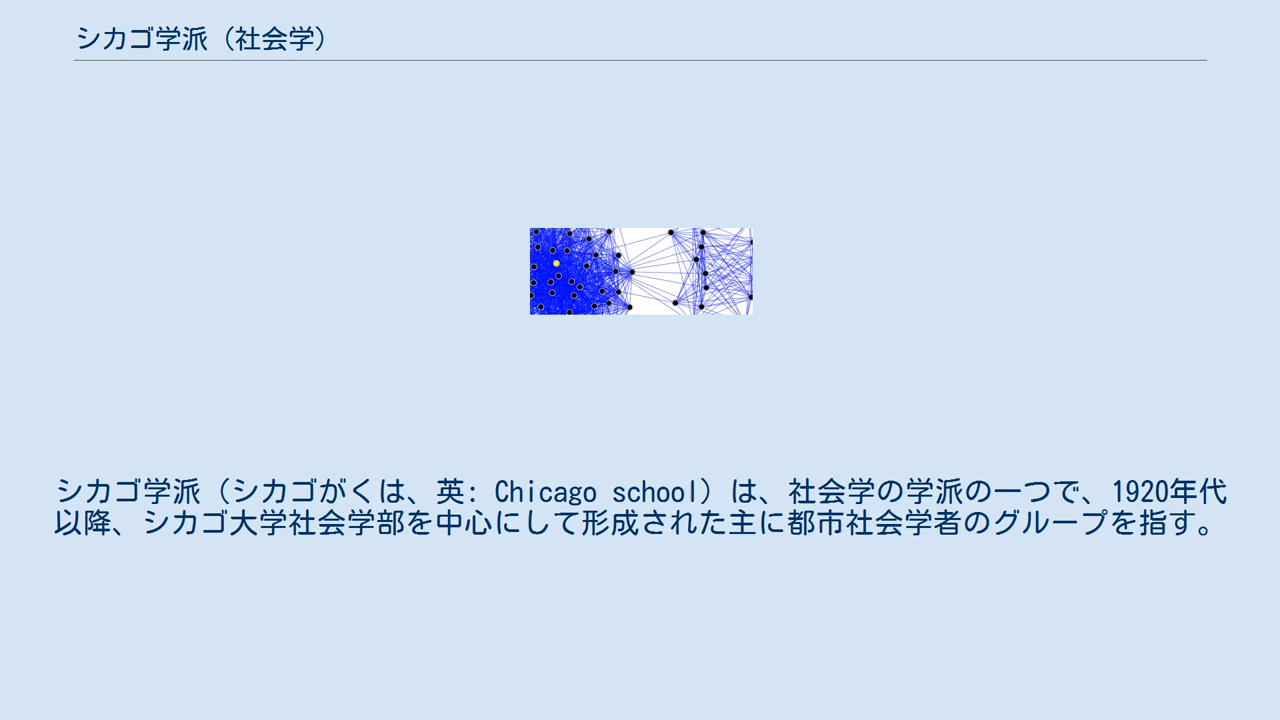 シカゴ学派（社会学）
シカゴ学派（シカゴがくは、英: Chicago school）は、社会学の学派の一つで、1920年代
以降、シカゴ大学社会学部を中心にして形成された主に都市社会学者のグループを指す。